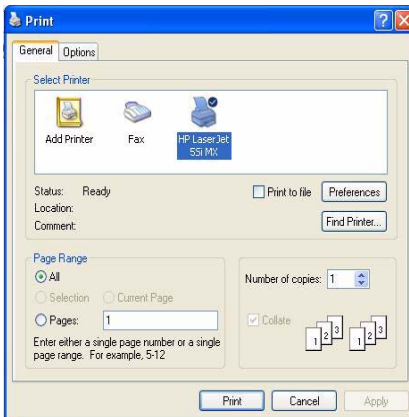 Print
General Options
Select Printer
Add Printer Fax HP LaserJet
5Si MX
Status: Ready
Print to file Preferences
Location:
Comment:
Find Printer...
Page Range
All
Selection Current Page
Pages: 1
Enter either a single page number or a single
page range. For example, 5-12
Number of copies: 1
Collate
1 2 3 1 2 3
Print Cancel Apply